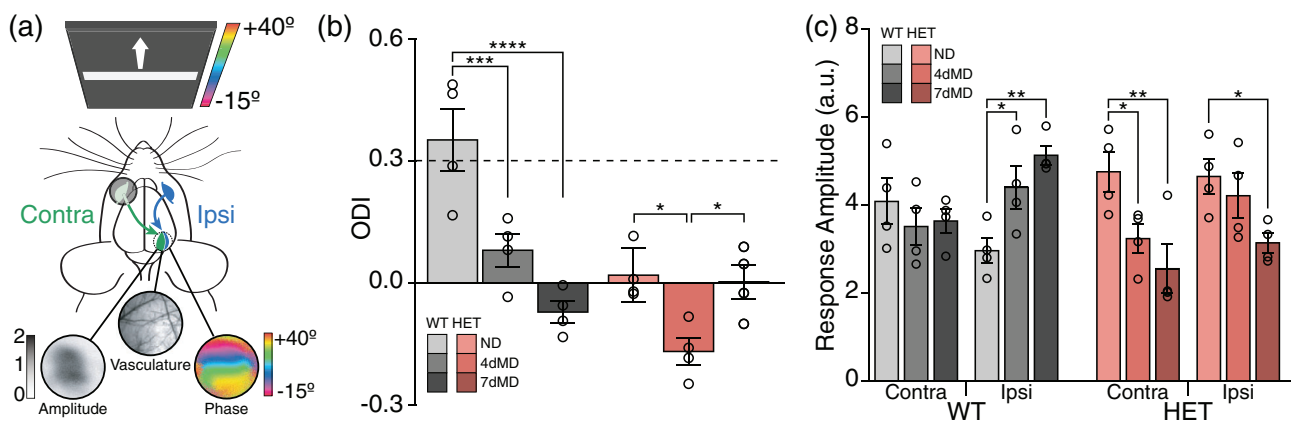 (a)
+40º
-15º
Contra
Ipsi
2
1
0
Amplitude
Vasculature
Phase
+40º
-15º
(b)
ODI
0.6
0.3
0.0
-0.3
****
***
*
*
WT HET
ND
4dMD
7dMD
(c)
Response Amplitude (a.u.)
8
6
4
2
0
WT HET
ND
4dMD
7dMD
**
*
**
*
*
Contra
Ipsi
Contra
Ipsi
WT
HET